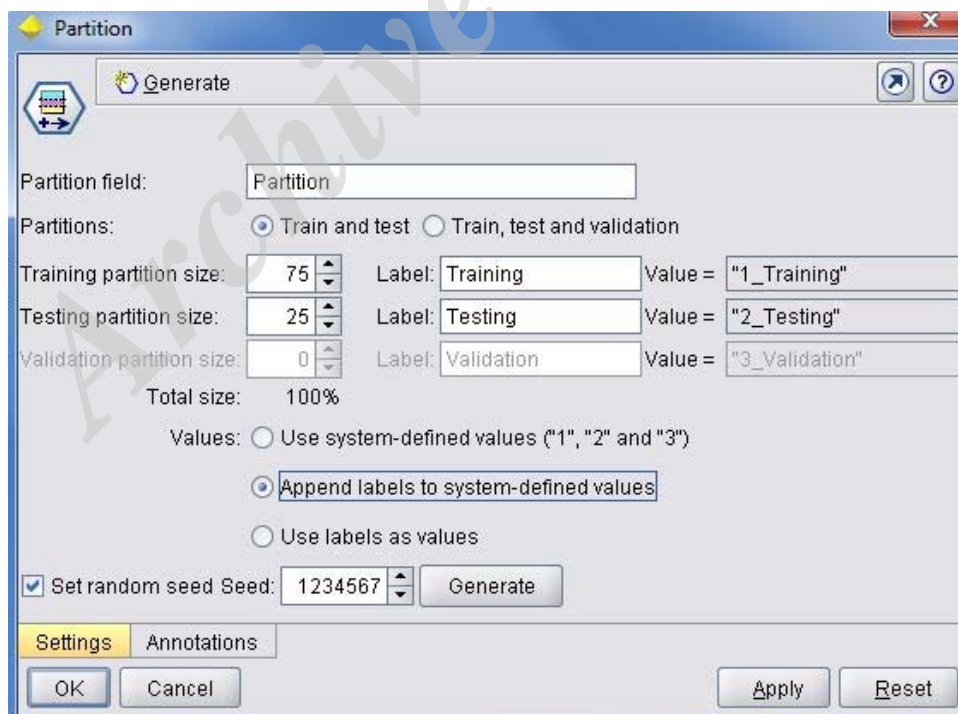 Partition
Generate
Partition field: Partition
Partitions: Train and test Train, test and validation
Training partition size: 75 Label: Training Value = "1_Training"
Testing partition size: 25 Label: Testing Value = "2_Testing"
Validation partition size: 0 Label: Validation Value = "3_Validation"
Total size: 100%
Values: Use system-defined values ("1", "2" and "3")
Append labels to system-defined values
Use labels as values
Set random seed Seed: 1234567 Generate
Settings Annotations
OK Cancel Apply Reset
Archive